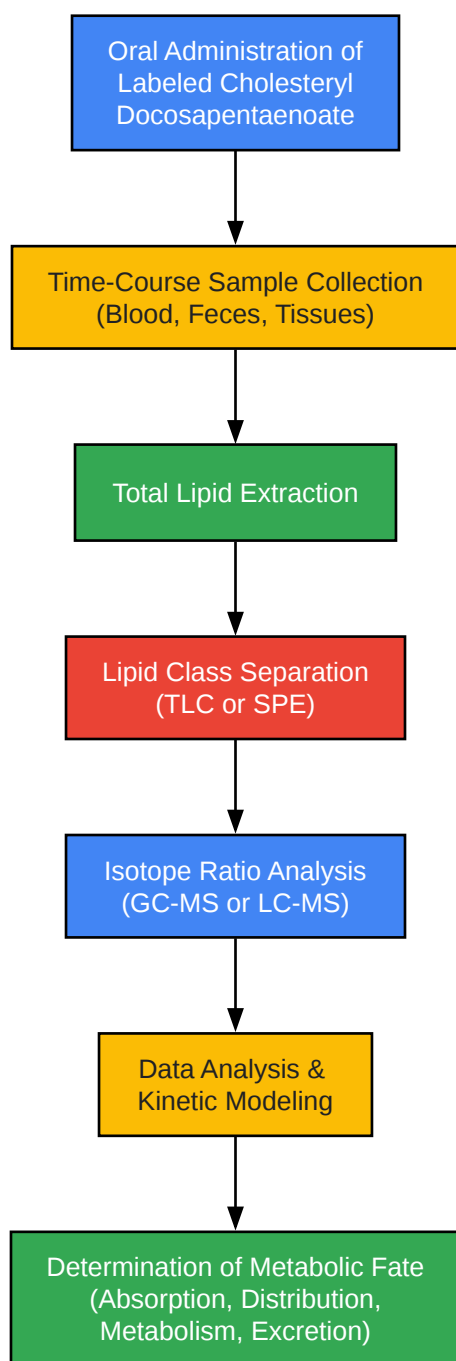 Oral Administration of
Labeled Cholesteryl
Docosapentaenoate
Time-Course Sample Collection
(Blood, Feces, Tissues)
Total Lipid Extraction
Lipid Class Separation
(TLC or SPE)
Isotope Ratio Analysis
(GC-MS or LC-MS)
Data Analysis &
Kinetic Modeling
Determination of Metabolic Fate
(Absorption, Distribution,
Metabolism, Excretion)